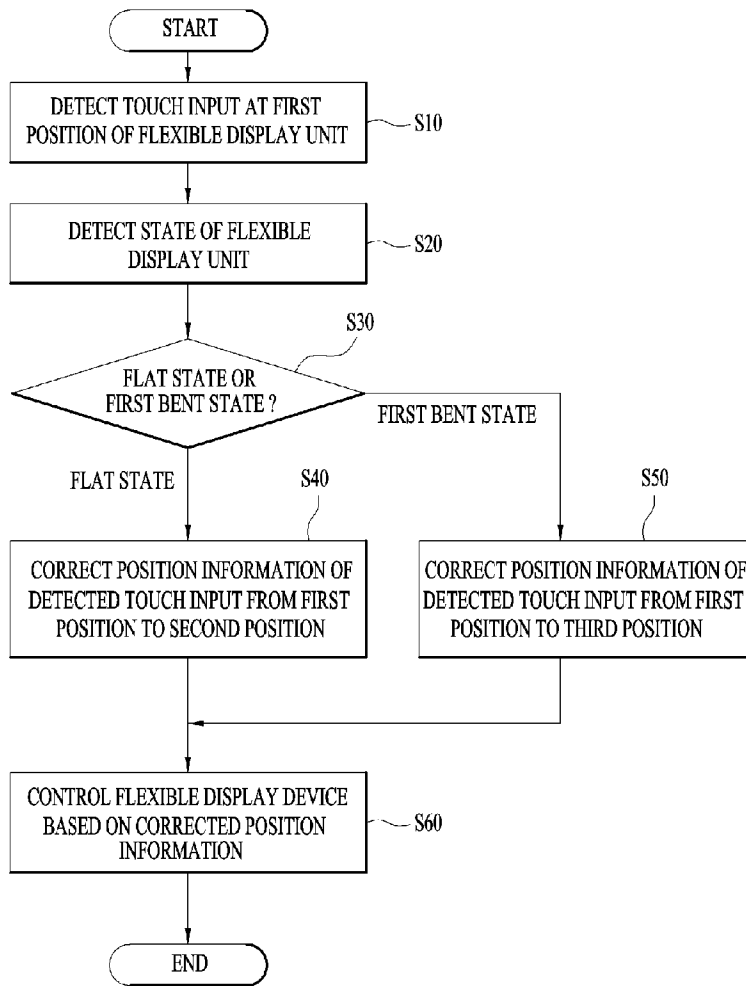 START
DETECT TOUCH INPUT AT FIRST
POSITION OF FLEXIBLE DISPLAY UNIT
S10
DETECT STATE OF FLEXIBLE
DISPLAY UNIT
S20
S30
FLAT STATE OR
FIRST BENT STATE ?
FIRST BENT STATE
FLAT STATE
S40
CORRECT POSITION INFORMATION OF
DETECTED TOUCH INPUT FROM FIRST
POSITION TO SECOND POSITION
S50
CORRECT POSITION INFORMATION OF
DETECTED TOUCH INPUT FROM FIRST
POSITION TO THIRD POSITION
CONTROL FLEXIBLE DISPLAY DEVICE
BASED ON CORRECTED POSITION
INFORMATION
S60
END